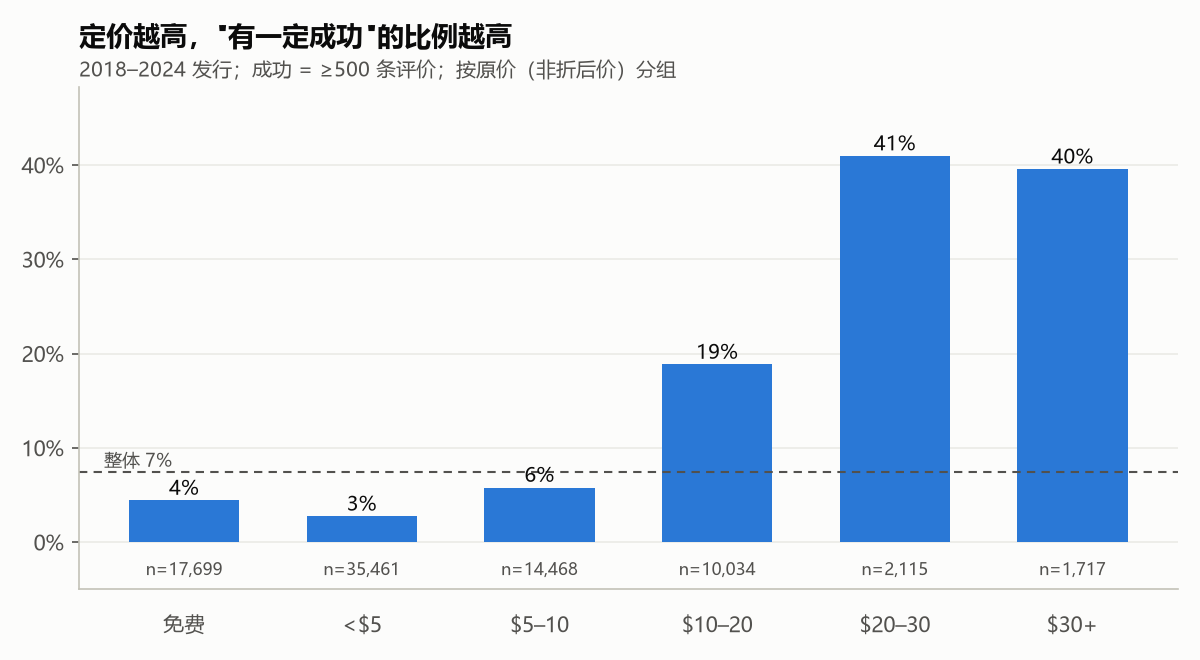 定价越高，"有一定成功"的比例越高
2018–2024 发行；成功 = ≥500 条评价；按原价（非折后价）分组
40%
30%
20%
10%
0%
整体 7%
4%
3%
6%
19%
41%
40%
n=17,699
n=35,461
n=14,468
n=10,034
n=2,115
n=1,717
免费
<$5
$5–10
$10–20
$20–30
$30+